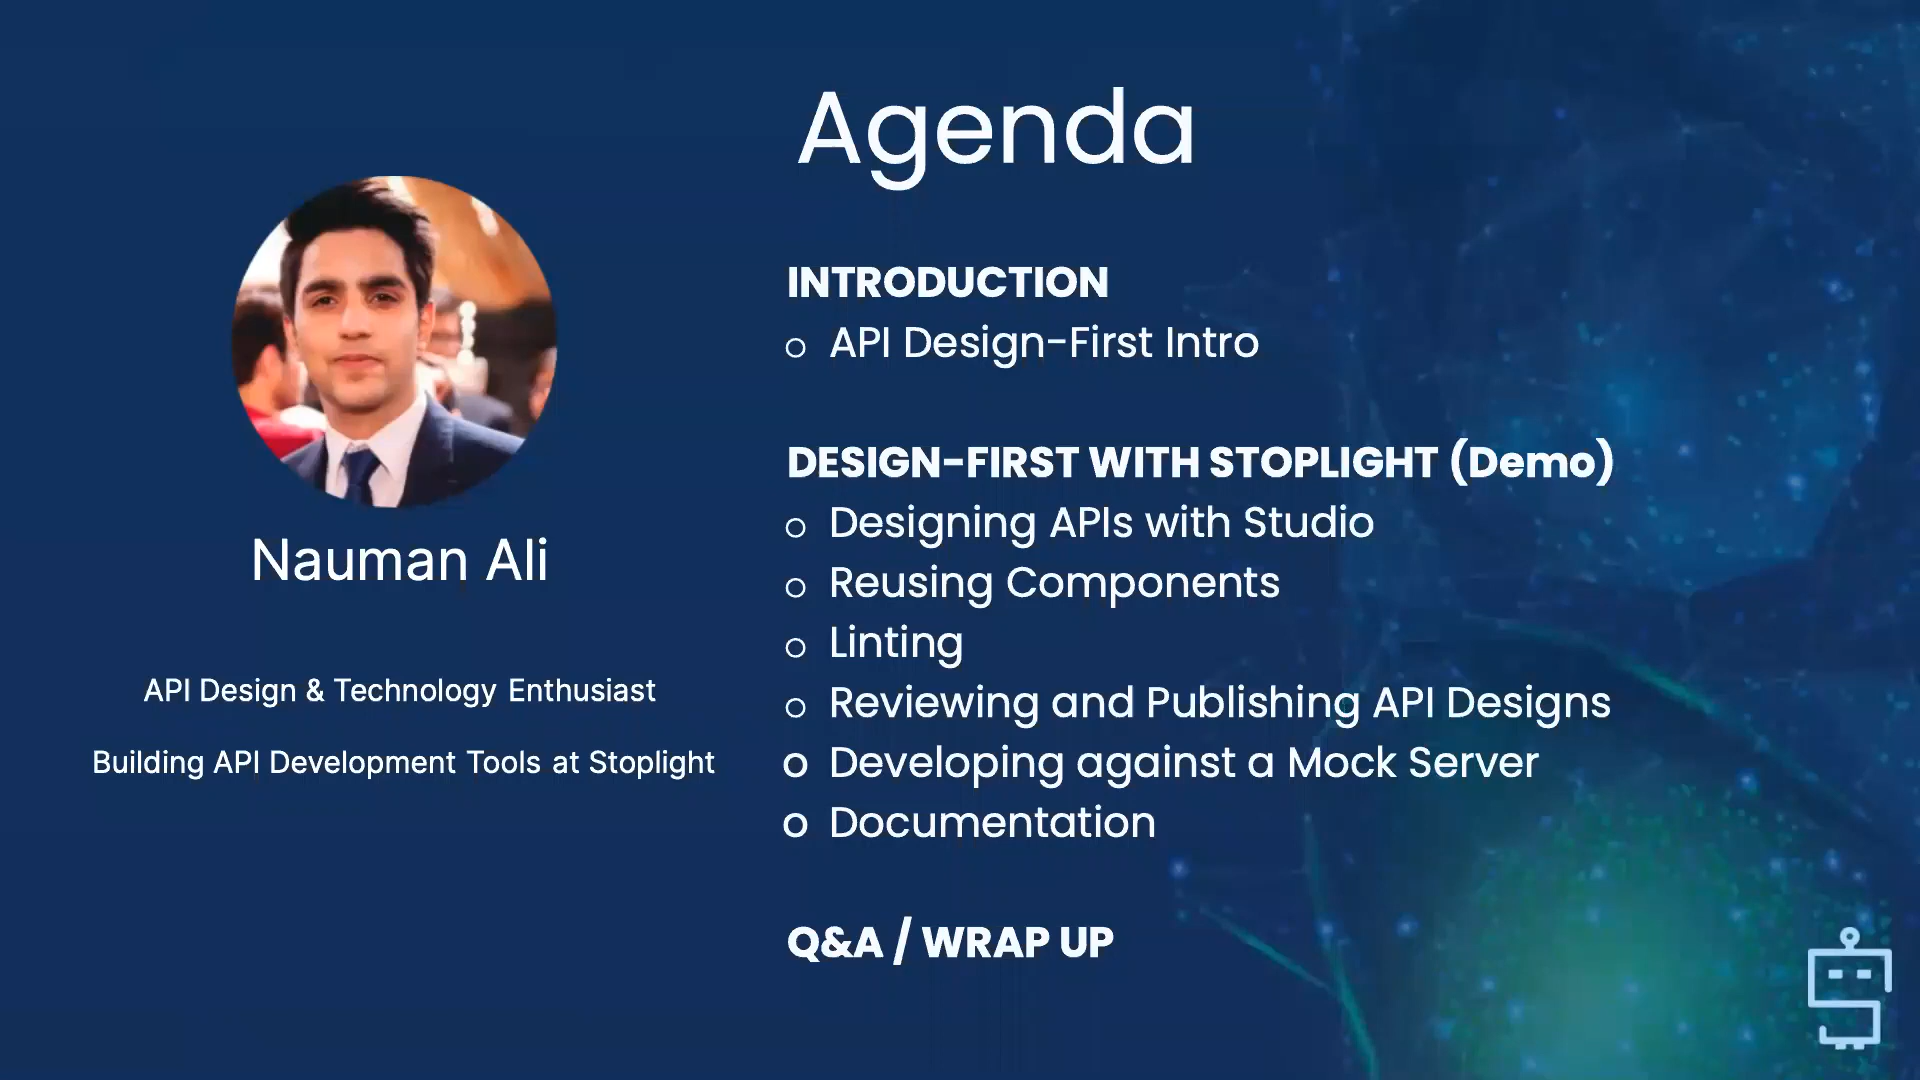 Agenda
Nauman Ali
API Design & Technology Enthusiast
Building API Development Tools at Stoplight
INTRODUCTION
API Design-First Intro
DESIGN-FIRST WITH STOPLIGHT (Demo)
Designing APIs with Studio
Reusing Components
Linting
Reviewing and Publishing API Designs
Developing against a Mock Server
Documentation
Q&A / WRAP UP